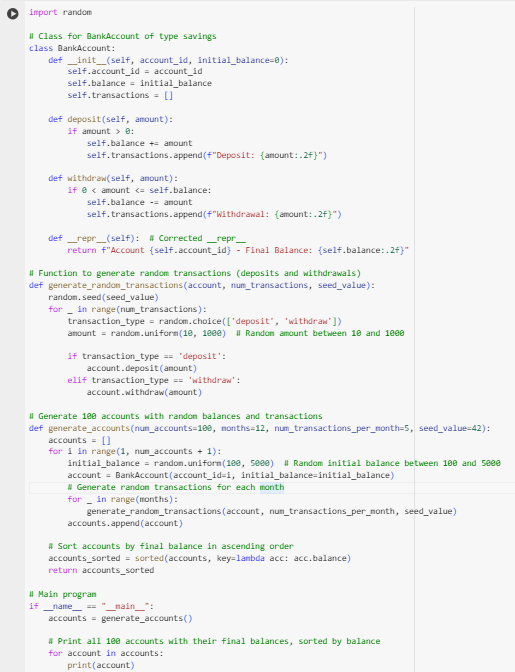 import random

# Class for BankAccount of type savings
class BankAccount:
    def __init__(self, account_id, initial_balance=0):
        self.account_id = account_id
        self.balance = initial_balance
        self.transactions = []

    def deposit(self, amount):
        if amount > 0:
            self.balance += amount
            self.transactions.append(f"Deposit: {amount:.2f}")

    def withdraw(self, amount):
        if 0 < amount <= self.balance:
            self.balance -= amount
            self.transactions.append(f"Withdrawal: {amount:.2f}")

    def __repr__(self):  # Corrected __repr__
        return f"Account {self.account_id} - Final Balance: {self.balance:.2f}"

# Function to generate random transactions (deposits and withdrawals)
def generate_random_transactions(account, num_transactions, seed_value):
    random.seed(seed_value)
    for _ in range(num_transactions):
        transaction_type = random.choice(['deposit', 'withdraw'])
        amount = random.uniform(10, 1000)  # Random amount between 10 and 1000

        if transaction_type == 'deposit':
            account.deposit(amount)
        elif transaction_type == 'withdraw':
            account.withdraw(amount)

# Generate 100 accounts with random balances and transactions
def generate_accounts(num_accounts=100, months=12, num_transactions_per_month=5, seed_value=42):
    accounts = []
    for i in range(1, num_accounts + 1):
        initial_balance = random.uniform(100, 5000)  # Random initial balance between 100 and 5000
        account = BankAccount(account_id=i, initial_balance=initial_balance)
        # Generate random transactions for each month
        for _ in range(months):
            generate_random_transactions(account, num_transactions_per_month, seed_value)
        accounts.append(account)

    # Sort accounts by final balance in ascending order
    accounts_sorted = sorted(accounts, key=lambda acc: acc.balance)
    return accounts_sorted

# Main program
if __name__ == "__main__":
    accounts = generate_accounts()

    # Print all 100 accounts with their final balances, sorted by balance
    for account in accounts:
        print(account)